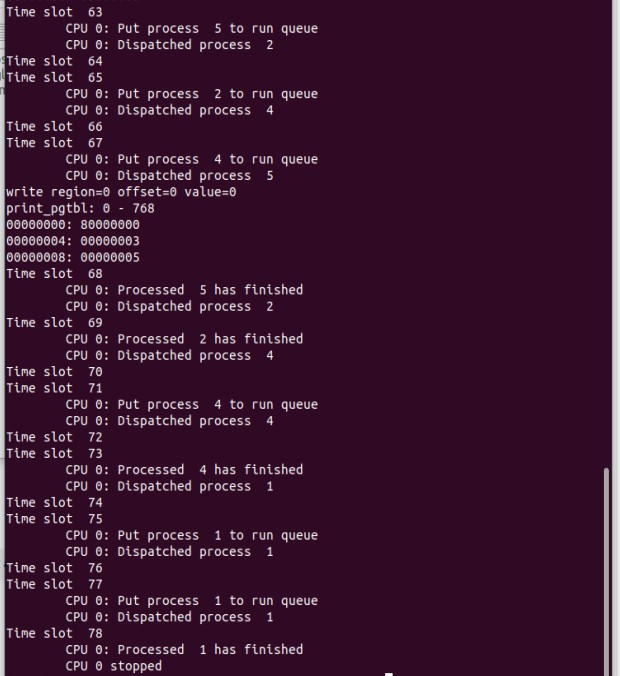 Time slot  63
        CPU 0: Put process  5 to run queue
        CPU 0: Dispatched process  2
Time slot  64
Time slot  65
        CPU 0: Put process  2 to run queue
        CPU 0: Dispatched process  4
Time slot  66
Time slot  67
        CPU 0: Put process  4 to run queue
        CPU 0: Dispatched process  5
write region=0 offset=0 value=0
print_pgtbl: 0 - 768
00000000: 80000000
00000004: 00000003
00000008: 00000005
Time slot  68
        CPU 0: Processed  5 has finished
        CPU 0: Dispatched process  2
Time slot  69
        CPU 0: Processed  2 has finished
        CPU 0: Dispatched process  4
Time slot  70
Time slot  71
        CPU 0: Put process  4 to run queue
        CPU 0: Dispatched process  4
Time slot  72
Time slot  73
        CPU 0: Processed  4 has finished
        CPU 0: Dispatched process  1
Time slot  74
Time slot  75
        CPU 0: Put process  1 to run queue
        CPU 0: Dispatched process  1
Time slot  76
Time slot  77
        CPU 0: Put process  1 to run queue
        CPU 0: Dispatched process  1
Time slot  78
        CPU 0: Processed  1 has finished
        CPU 0 stopped